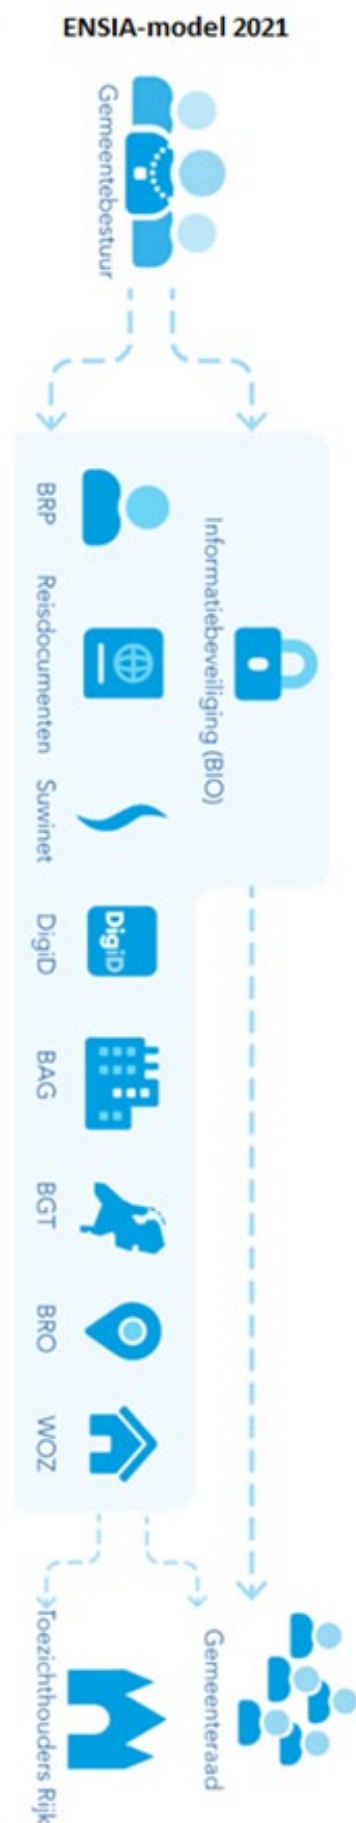 ENSIA-model 2021
Gemeentebestuur
Informatiebeveiliging (BIO)
BRP
Reisdocumenten
Suwinet
DigiD
DigiD
BAG
BGT
BRO
WOZ
Gemeenteraad
Toezichthouders Rijk